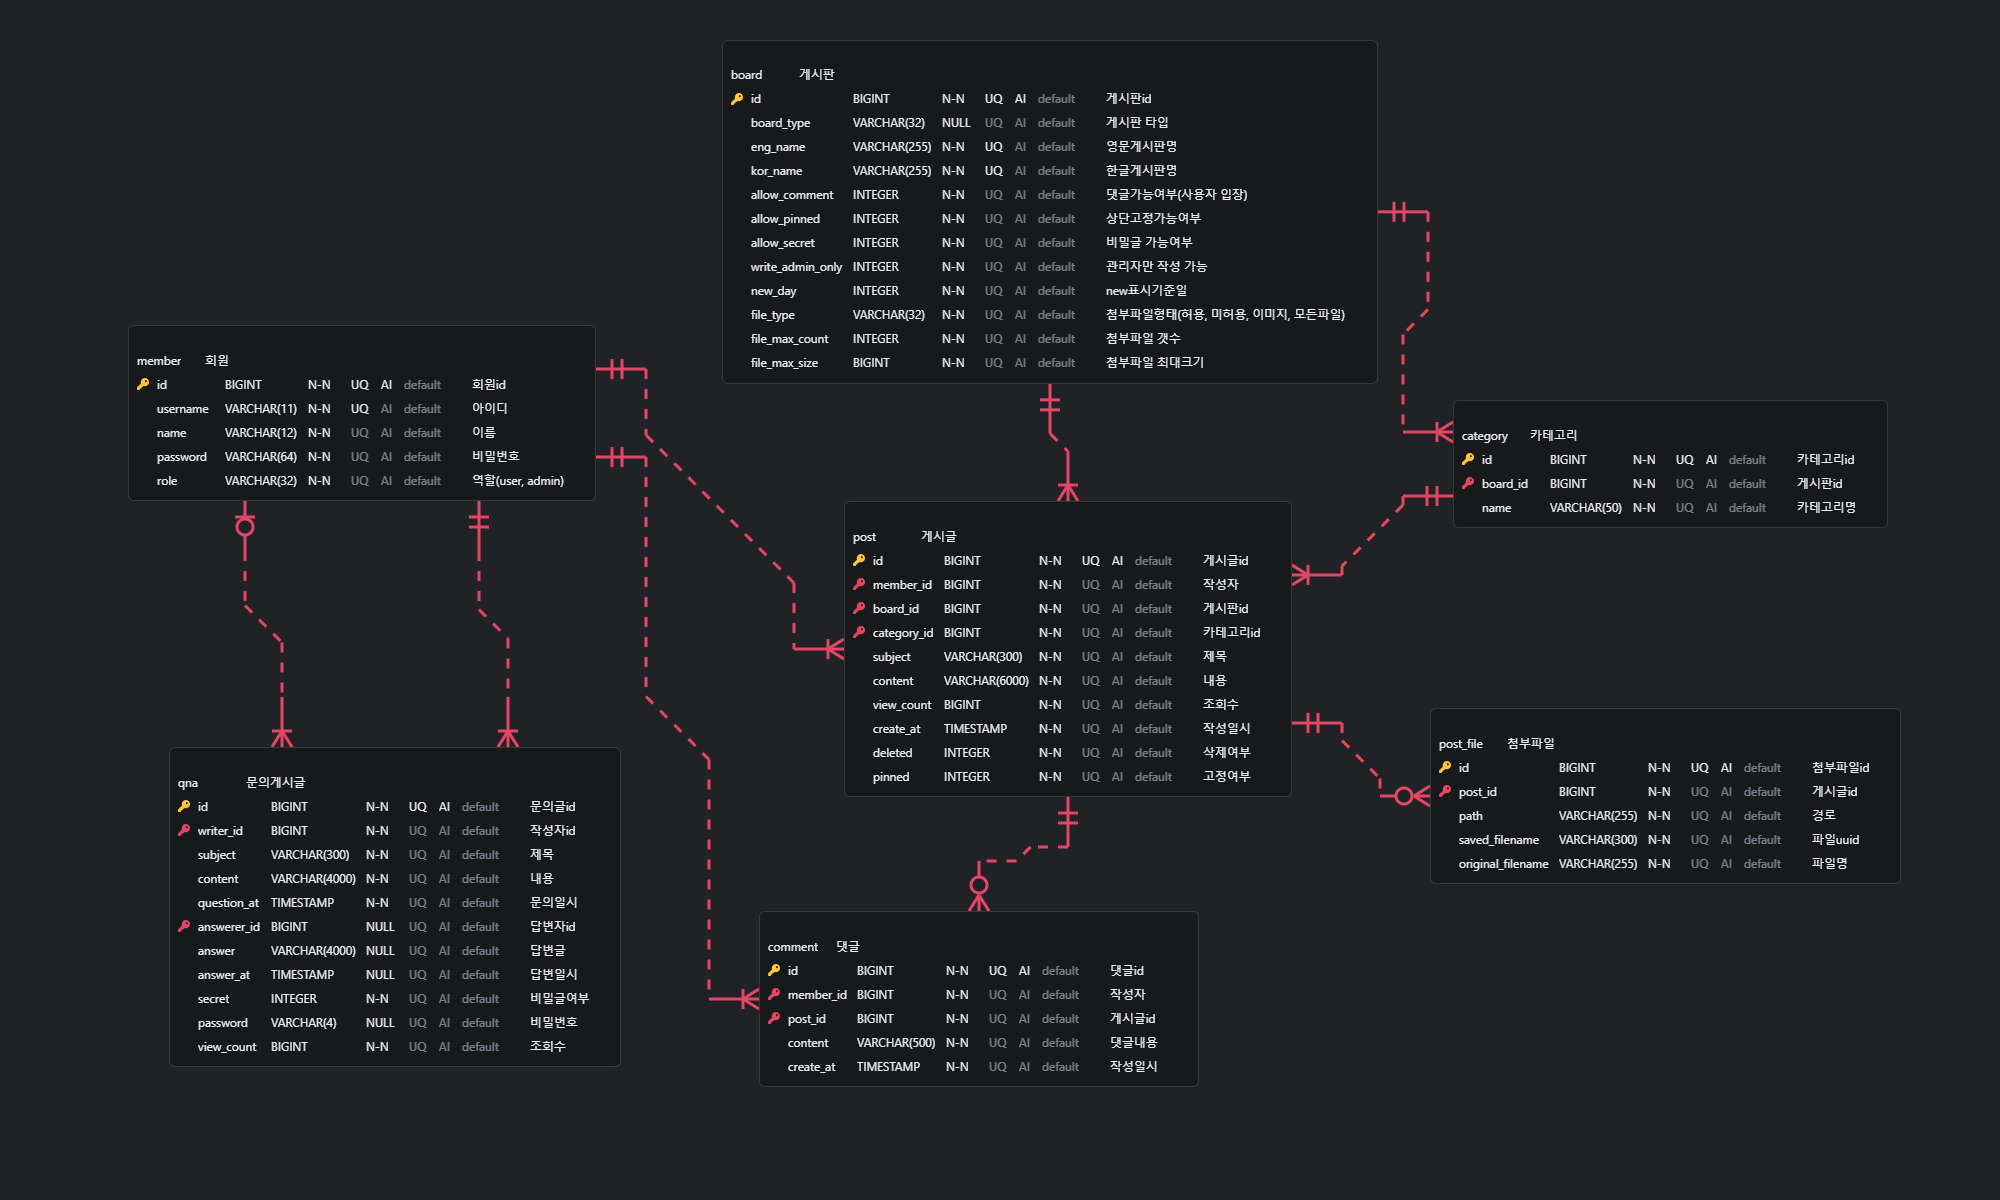 board 게시판
id BIGINT N-N UQ AI default 게시판id
board_type VARCHAR(32) NULL UQ AI default 게시판 타입
eng_name VARCHAR(255) N-N UQ AI default 영문게시판명
kor_name VARCHAR(255) N-N UQ AI default 한글게시판명
allow_comment INTEGER N-N UQ AI default 댓글가능여부(사용자 입장)
allow_pinned INTEGER N-N UQ AI default 상단고정가능여부
allow_secret INTEGER N-N UQ AI default 비밀글 가능여부
write_admin_only INTEGER N-N UQ AI default 관리자만 작성 가능
new_day INTEGER N-N UQ AI default new표시기준일
file_type VARCHAR(32) N-N UQ AI default 첨부파일형태(허용, 미허용, 이미지, 모든파일)
file_max_count INTEGER N-N UQ AI default 첨부파일 갯수
file_max_size BIGINT N-N UQ AI default 첨부파일 최대크기
member 회원
id BIGINT N-N UQ AI default 회원id
username VARCHAR(11) N-N UQ AI default 아이디
name VARCHAR(12) N-N UQ AI default 이름
password VARCHAR(64) N-N UQ AI default 비밀번호
role VARCHAR(32) N-N UQ AI default 역할(user, admin)
category 카테고리
id BIGINT N-N UQ AI default 카테고리id
board_id BIGINT N-N UQ AI default 게시판id
name VARCHAR(50) N-N UQ AI default 카테고리명
post 게시글
id BIGINT N-N UQ AI default 게시글id
member_id BIGINT N-N UQ AI default 작성자
board_id BIGINT N-N UQ AI default 게시판id
category_id BIGINT N-N UQ AI default 카테고리id
subject VARCHAR(300) N-N UQ AI default 제목
content VARCHAR(6000) N-N UQ AI default 내용
view_count BIGINT N-N UQ AI default 조회수
create_at TIMESTAMP N-N UQ AI default 작성일시
deleted INTEGER N-N UQ AI default 삭제여부
pinned INTEGER N-N UQ AI default 고정여부
post_file 첨부파일
id BIGINT N-N UQ AI default 첨부파일id
post_id BIGINT N-N UQ AI default 게시글id
path VARCHAR(255) N-N UQ AI default 경로
saved_filename VARCHAR(300) N-N UQ AI default 파일uuid
original_filename VARCHAR(255) N-N UQ AI default 파일명
qna 문의게시글
id BIGINT N-N UQ AI default 문의글id
writer_id BIGINT N-N UQ AI default 작성자id
subject VARCHAR(300) N-N UQ AI default 제목
content VARCHAR(4000) N-N UQ AI default 내용
question_at TIMESTAMP N-N UQ AI default 문의일시
answerer_id BIGINT NULL UQ AI default 답변자id
answer VARCHAR(4000) NULL UQ AI default 답변글
answer_at TIMESTAMP NULL UQ AI default 답변일시
secret INTEGER N-N UQ AI default 비밀글여부
password VARCHAR(4) NULL UQ AI default 비밀번호
view_count BIGINT N-N UQ AI default 조회수
comment 댓글
id BIGINT N-N UQ AI default 댓글id
member_id BIGINT N-N UQ AI default 작성자
post_id BIGINT N-N UQ AI default 게시글id
content VARCHAR(500) N-N UQ AI default 댓글내용
create_at TIMESTAMP N-N UQ AI default 작성일시